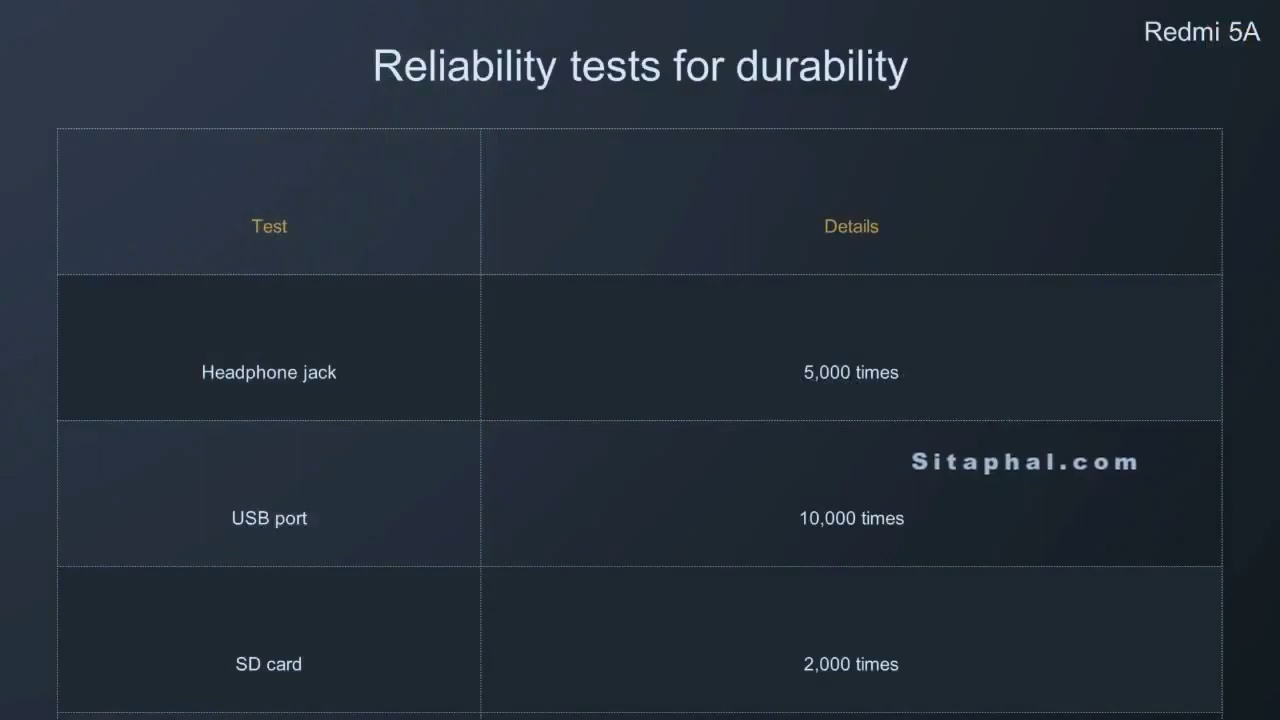 Redmi 5A
Reliability tests for durability
Test Details
Headphone jack 5,000 times
Sitaphal.com
USB port 10,000 times
SD card 2,000 times